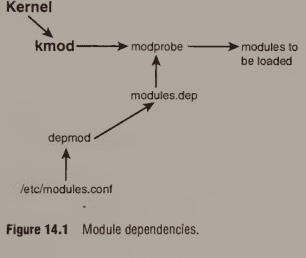 Kernel
kmod
modprobe
modules to
be loaded
modules.dep
depmod
/etc/modules.conf
Figure 14.1 Module dependencies.